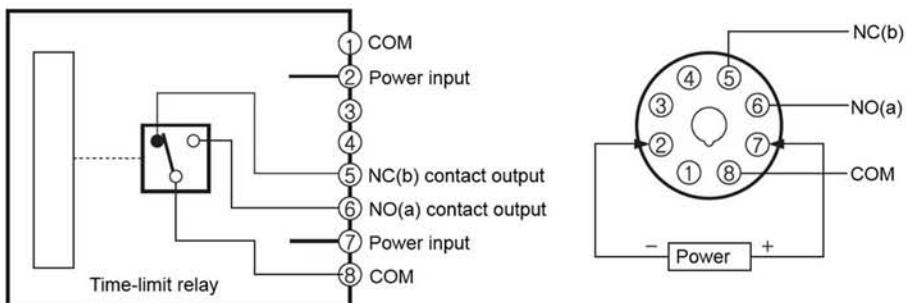 ① COM
② Power input
③
④
⑤ NC(b) contact output
⑥ NO(a) contact output
⑦ Power input
⑧ COM
Time-limit relay
NC(b)
④ ⑤
③ ⑥ NO(a)
② ⑦
① ⑧ COM
− Power +